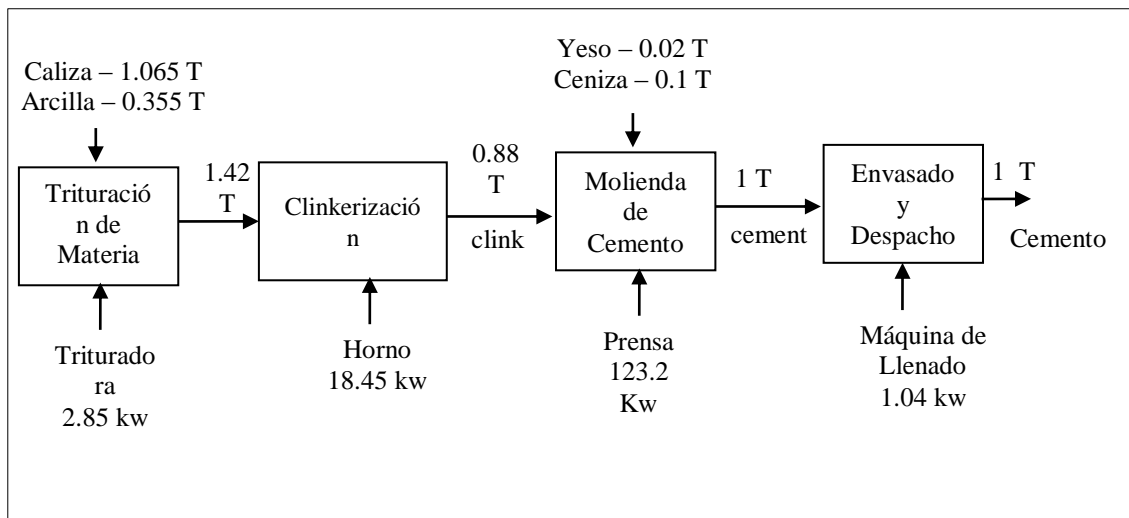 Caliza – 1.065 T
Arcilla – 0.355 T
Yeso – 0.02 T
Ceniza – 0.1 T
Trituració
n de
Materia
1.42
T
Clinkerizació
n
0.88
T
clink
Molienda
de
Cemento
1 T
cement
Envasado
y
Despacho
1 T
Cemento
Triturado
ra
2.85 kw
Horno
18.45 kw
Prensa
123.2
Kw
Máquina de
Llenado
1.04 kw